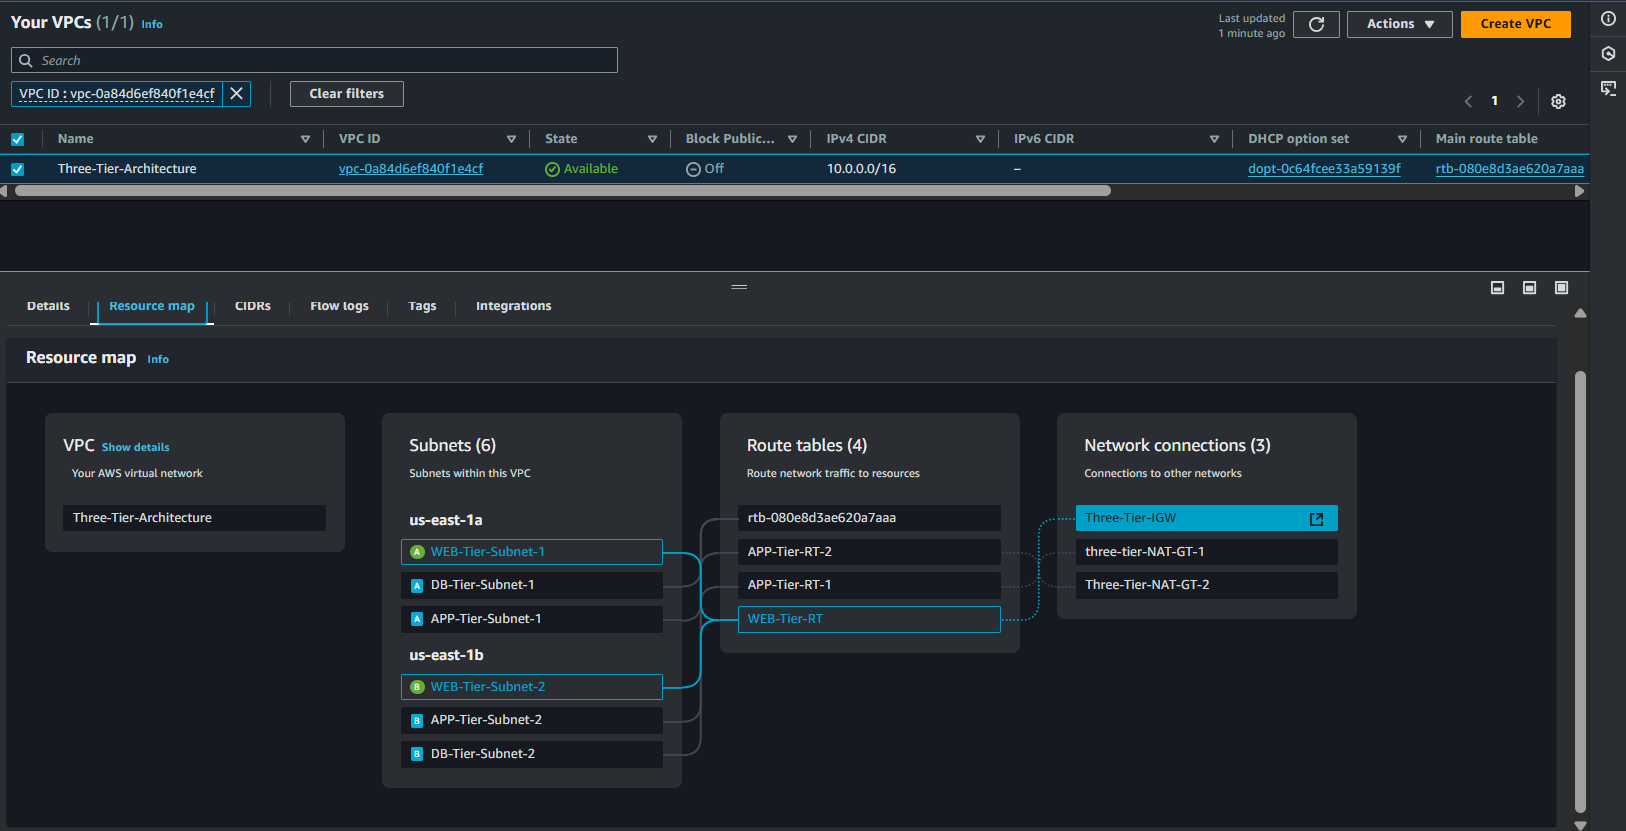 Your VPCs (1/1) Info
Last updated
1 minute ago
Actions
Create VPC
Search
VPC ID : vpc-0a84d6ef840f1e4cf
Clear filters
1
Name VPC ID State Block Public... IPv4 CIDR IPv6 CIDR DHCP option set Main route table
Three-Tier-Architecture vpc-0a84d6ef840f1e4cf Available Off 10.0.0.0/16 – dopt-0c64fcee33a59139f rtb-080e8d3ae620a7aaa
Details Resource map CIDRs Flow logs Tags Integrations
Resource map Info
VPC Show details
Your AWS virtual network
Three-Tier-Architecture
Subnets (6)
Subnets within this VPC
us-east-1a
A WEB-Tier-Subnet-1
A DB-Tier-Subnet-1
A APP-Tier-Subnet-1
us-east-1b
B WEB-Tier-Subnet-2
B APP-Tier-Subnet-2
B DB-Tier-Subnet-2
Route tables (4)
Route network traffic to resources
rtb-080e8d3ae620a7aaa
APP-Tier-RT-2
APP-Tier-RT-1
WEB-Tier-RT
Network connections (3)
Connections to other networks
Three-Tier-IGW
three-tier-NAT-GT-1
Three-Tier-NAT-GT-2